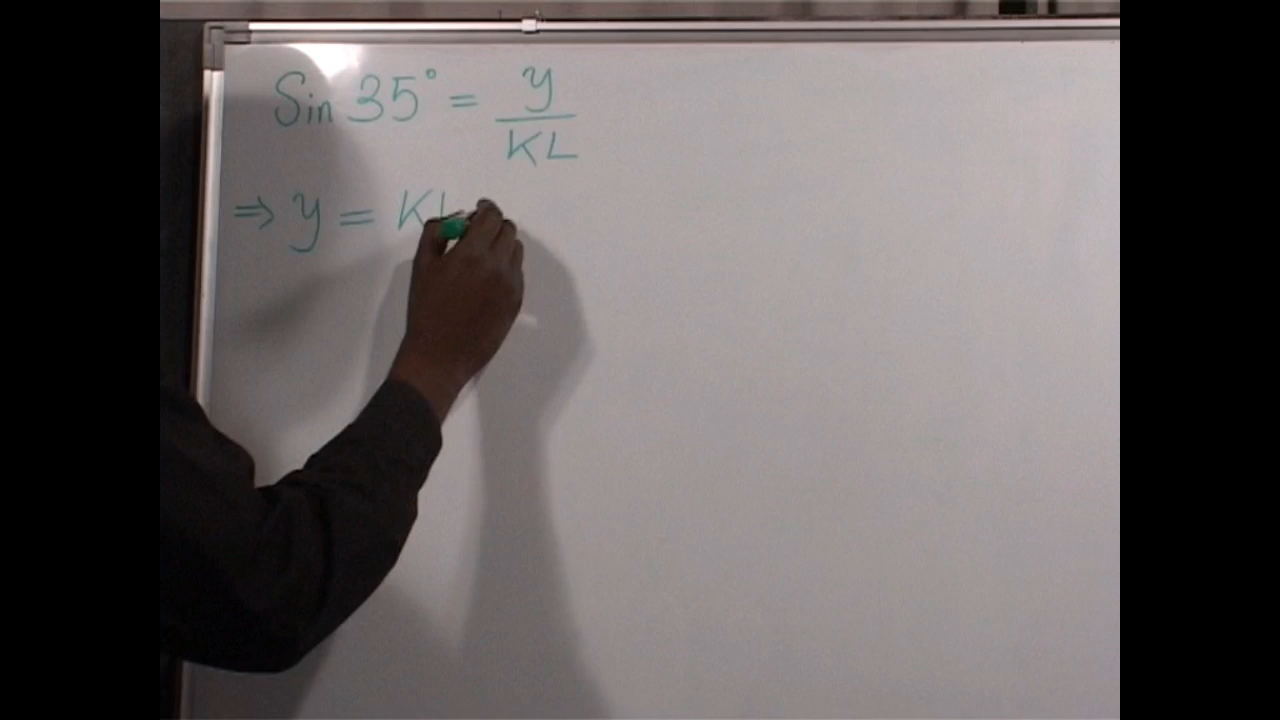 Sin 35° = y
KL
⇒ y = KL